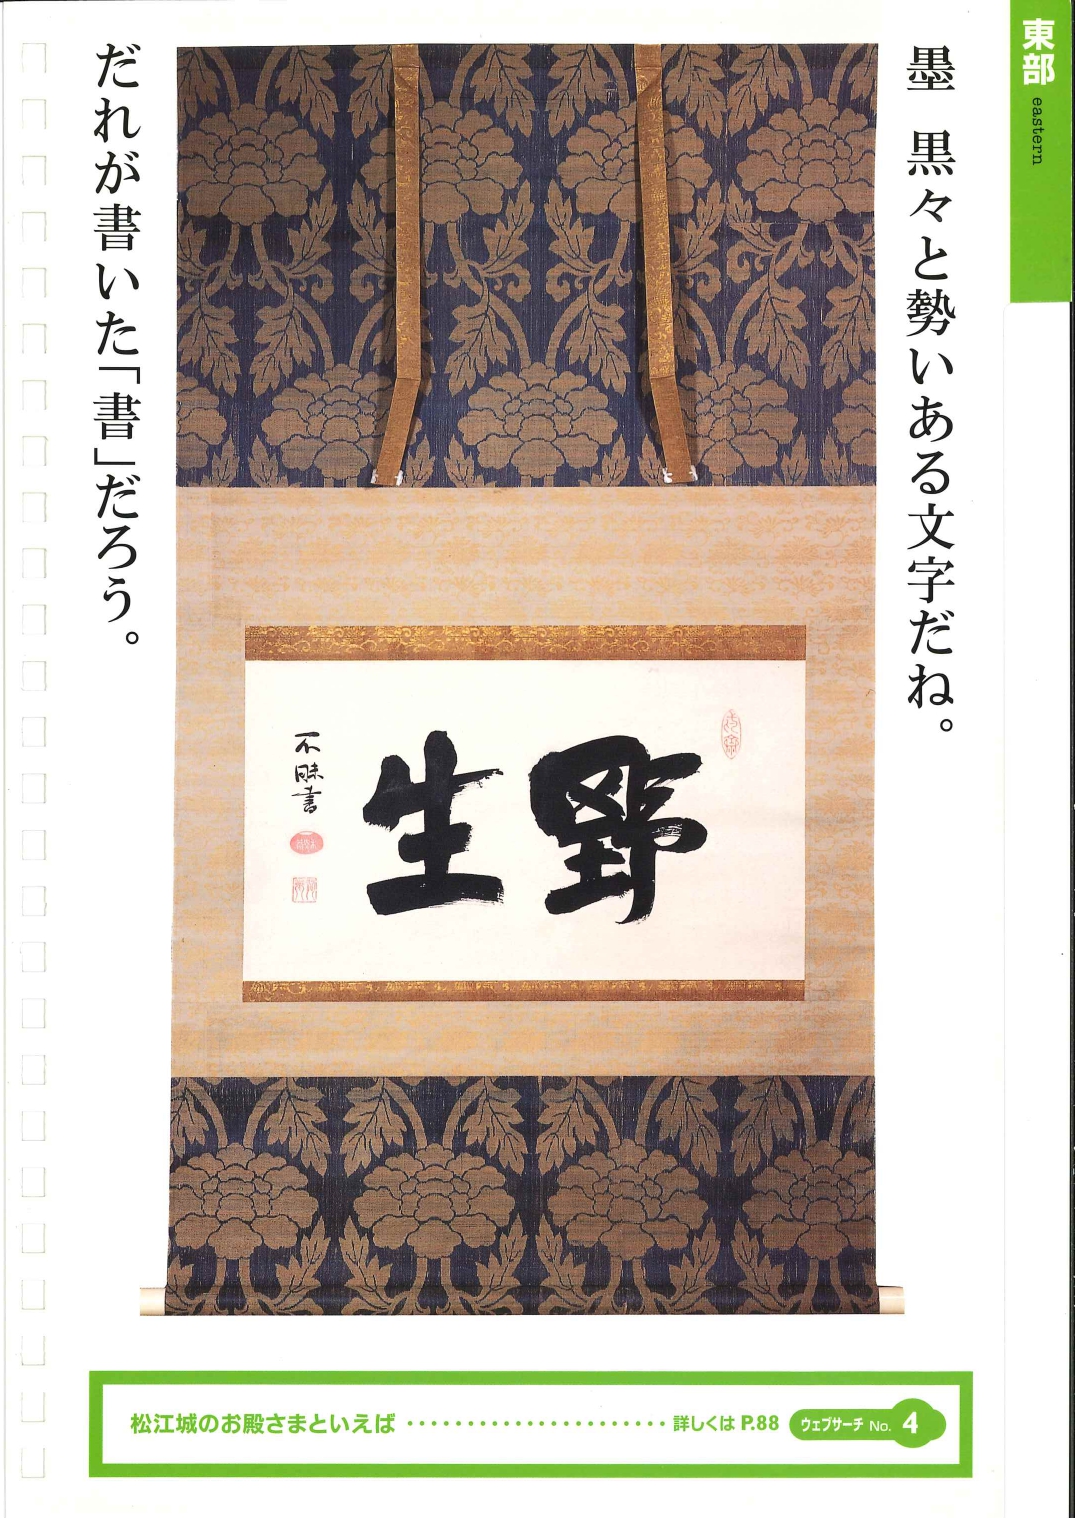 東部
eastern
墨 黒々と勢いある文字だね。
野生
不昧書
だれが書いた「書」だろう。
松江城のお殿さまといえば ・・・・・・・・・・・・・・・・・・・・・・ 詳しくは P.88 ウェブサーチ No. 4